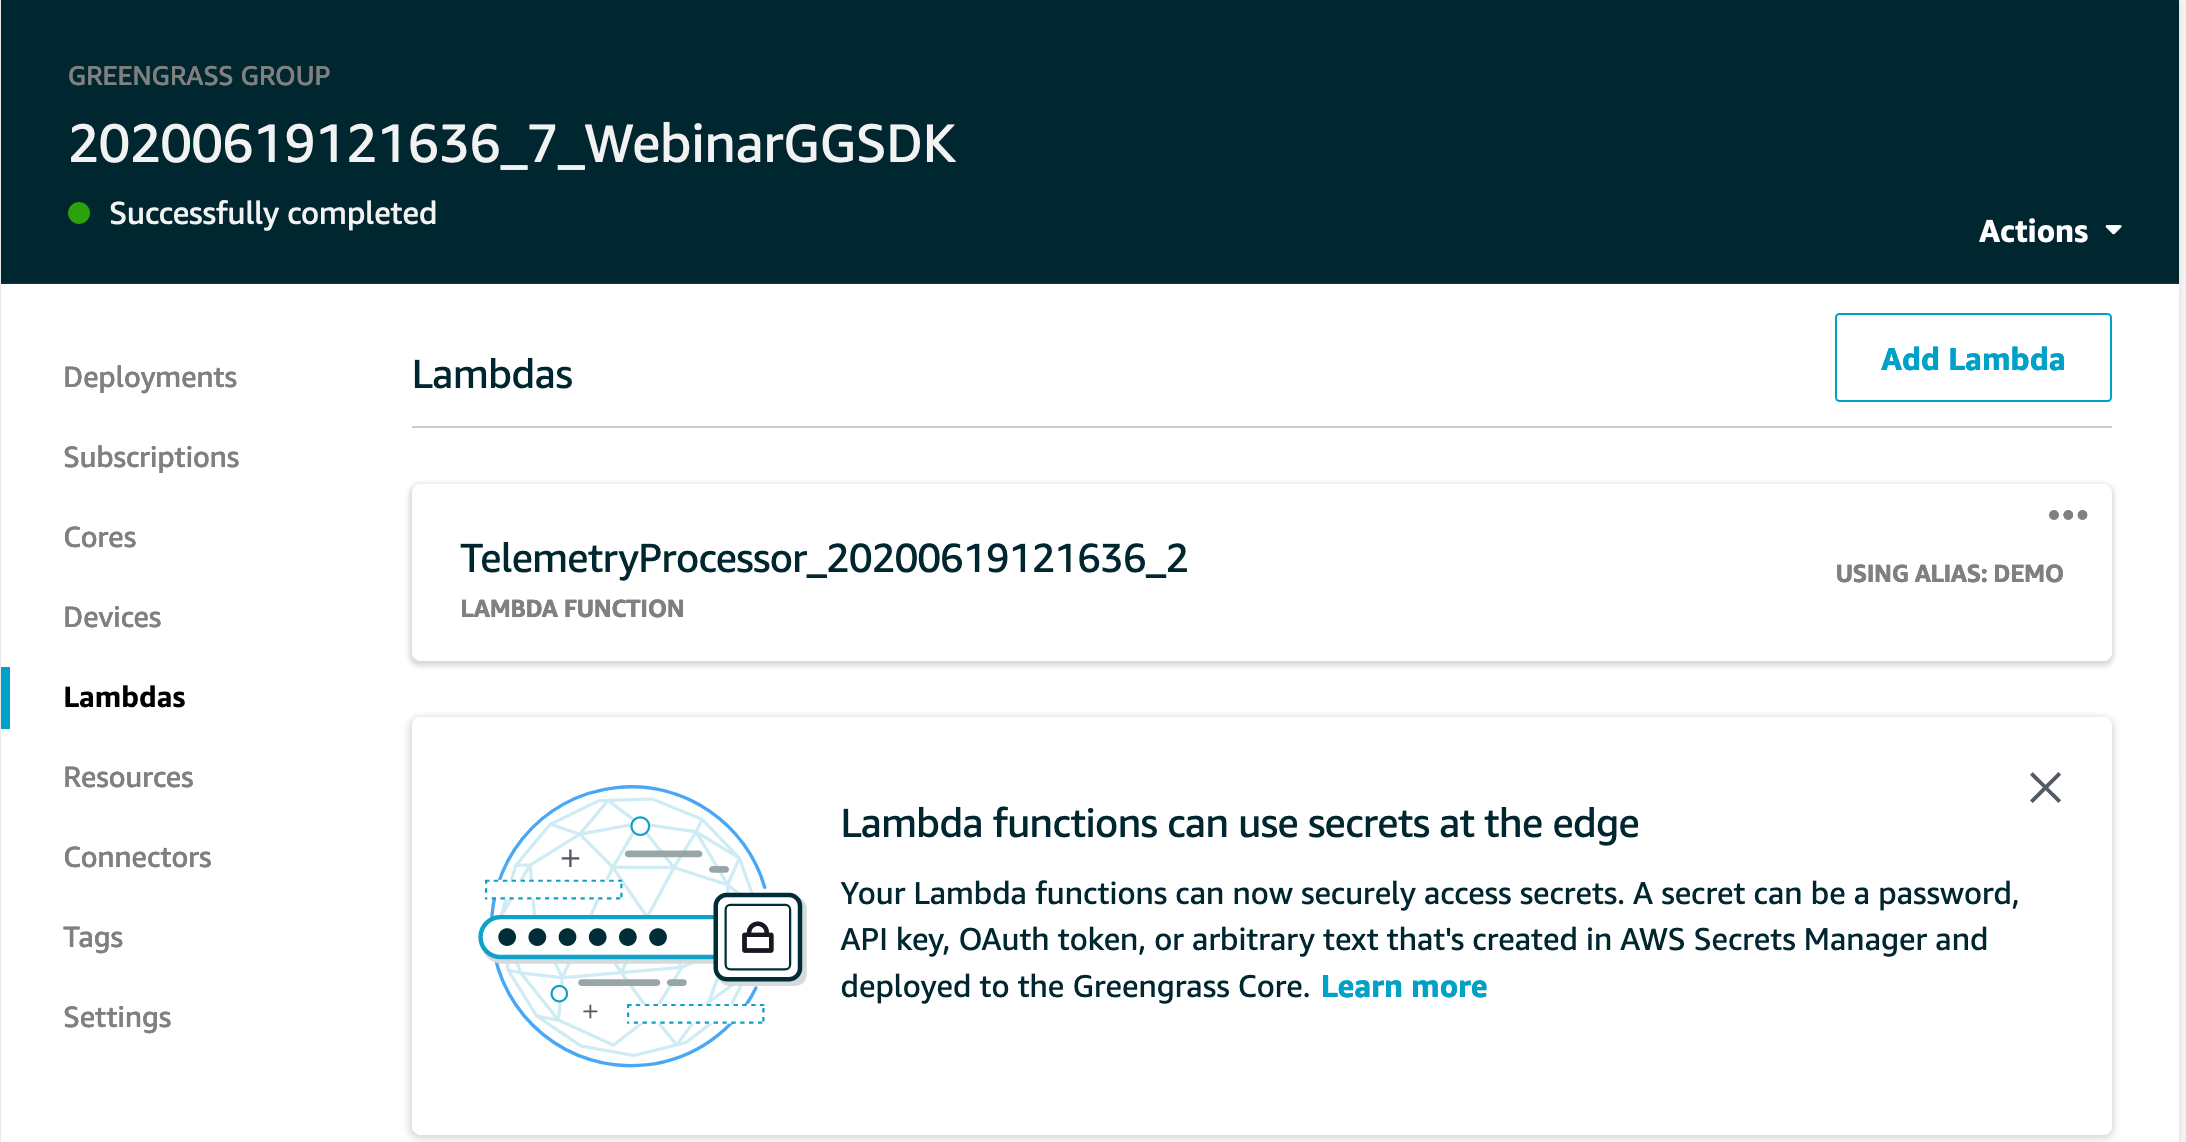 GREENGRASS GROUP
20200619121636_7_WebinarGGSDK
Successfully completed
Actions
Deployments
Subscriptions
Cores
Devices
Lambdas
Resources
Connectors
Tags
Settings
Lambdas
Add Lambda
TelemetryProcessor_20200619121636_2
LAMBDA FUNCTION
USING ALIAS: DEMO
Lambda functions can use secrets at the edge
Your Lambda functions can now securely access secrets. A secret can be a password,
API key, OAuth token, or arbitrary text that's created in AWS Secrets Manager and
deployed to the Greengrass Core. Learn more